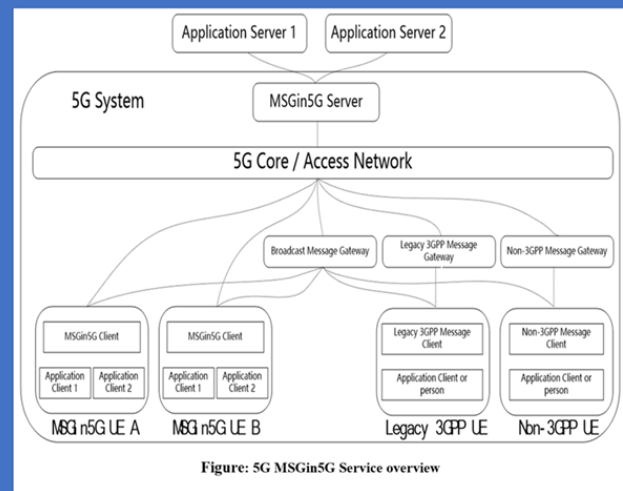 Application Server 1
Application Server 2
5G System
MSGin5G Server
5G Core / Access Network
Broadcast Message Gateway
Legacy 3GPP Message
Gateway
Non-3GPP Message Gateway
MSGin5G Client
Application
Client 1
Application
Client 2
MSGin5G UE A
MSGin5G Client
Application
Client 1
Application
Client 2
MSGin5G UE B
Legacy 3GPP Message
Client
Application Client or
person
Legacy 3GPP UE
Non-3GPP Message
Client
Application Client or
person
Non-3GPP UE
Figure: 5G MSGin5G Service overview